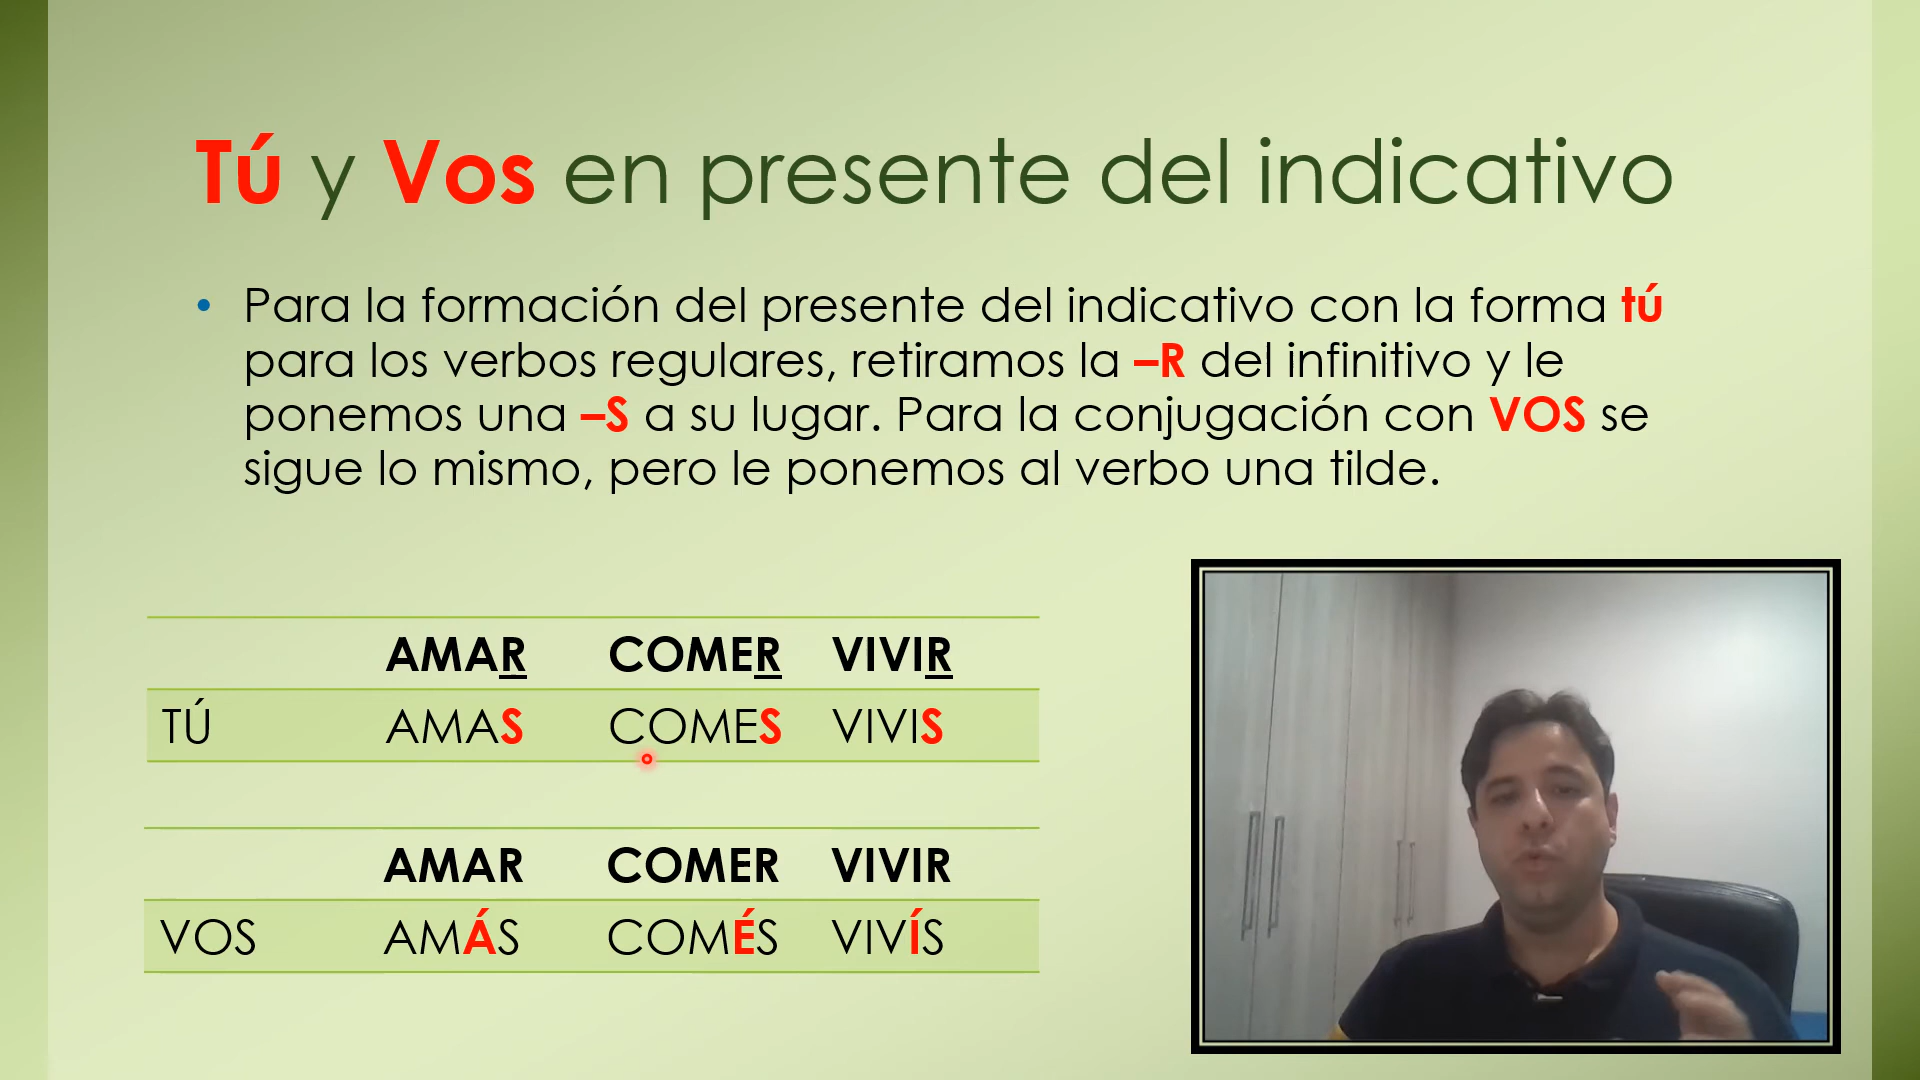 Tú y Vos en presente del indicativo
• Para la formación del presente del indicativo con la forma tú
para los verbos regulares, retiramos la –R del infinitivo y le
ponemos una –S a su lugar. Para la conjugación con VOS se
sigue lo mismo, pero le ponemos al verbo una tilde.
AMAR COMER VIVIR
TÚ AMAS COMES VIVIS
AMAR COMER VIVIR
VOS AMÁS COMÉS VIVÍS